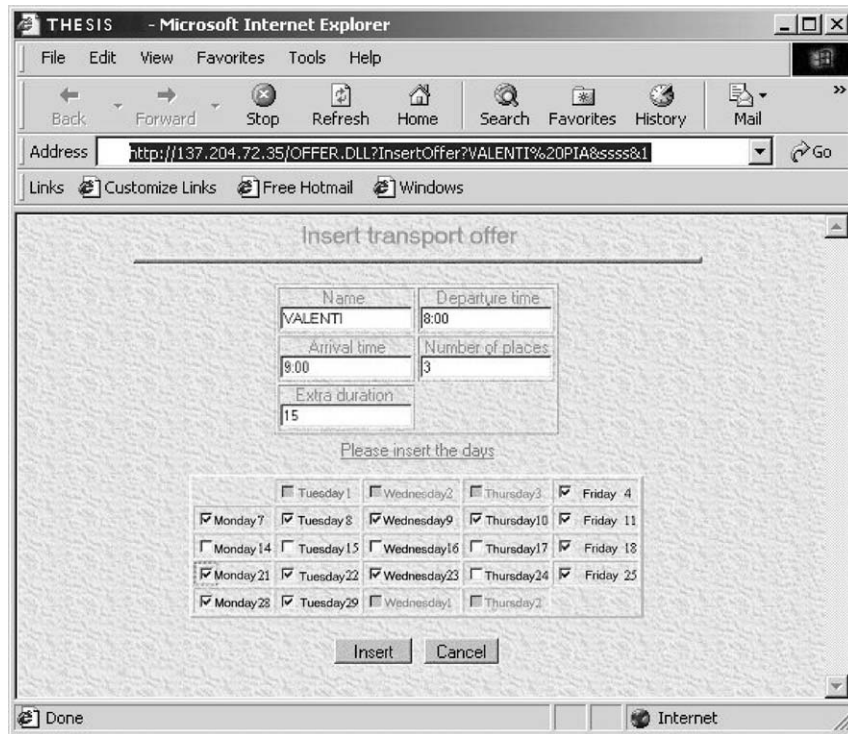 THESIS - Microsoft Internet Explorer
File Edit View Favorites Tools Help
Back Forward Stop Refresh Home Search Favorites History Mail »
Address http://137.204.72.35/OFFER.DLL?InsertOffer?VALENTI%20PIA&ssss&1 Go
Links Customize Links Free Hotmail Windows
Insert transport offer
Name Departure time
VALENTI 8:00
Arrival time Number of places
9:00 3
Extra duration
15
Please insert the days
Tuesday1 Wednesday2 Thursday3 Friday 4
Monday7 Tuesday8 Wednesday9 Thursday10 Friday 11
Monday14 Tuesday15 Wednesday16 Thursday17 Friday 18
Monday21 Tuesday22 Wednesday23 Thursday24 Friday 25
Monday28 Tuesday29 Wednesday1 Thursday2
Insert Cancel
Done Internet